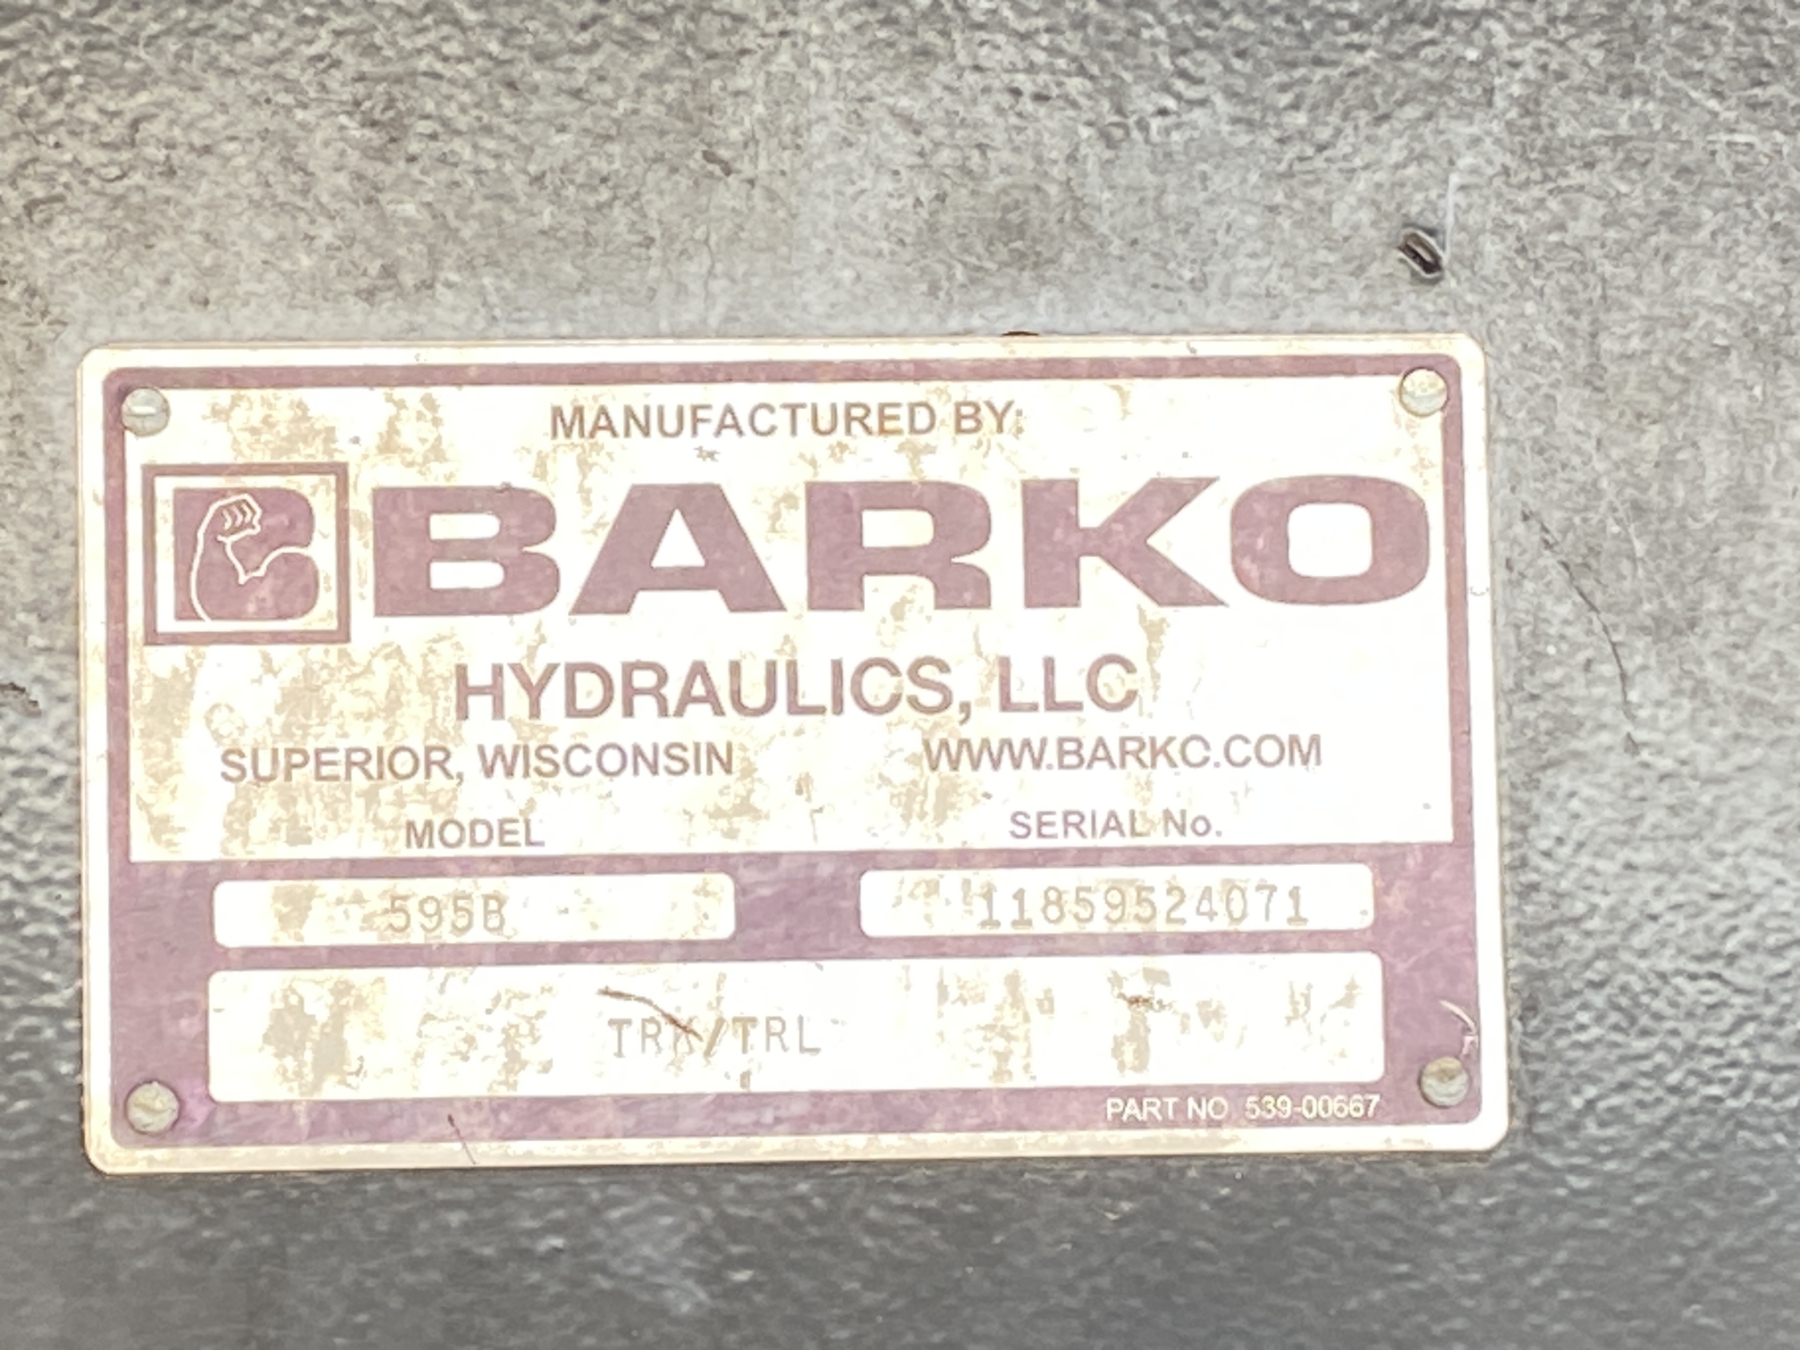 MANUFACTURED BY:
B BARKO
HYDRAULICS, LLC
SUPERIOR, WISCONSIN WWW.BARKO.COM
MODEL SERIAL No.
595B 11859524071
TRK/TRL
PART NO 539-00667